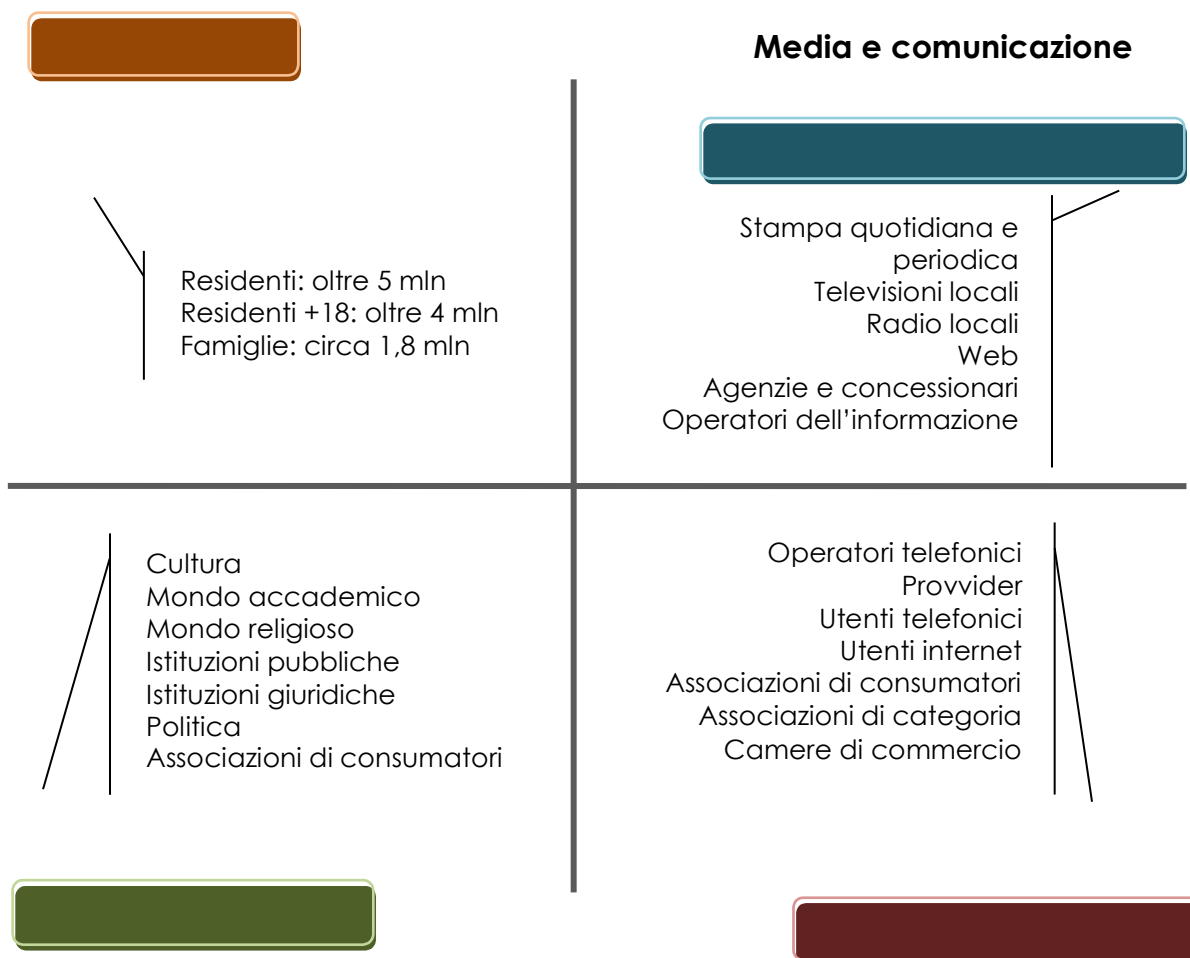 Media e comunicazione
Residenti: oltre 5 mln
Residenti +18: oltre 4 mln
Famiglie: circa 1,8 mln
Stampa quotidiana e
periodica
Televisioni locali
Radio locali
Web
Agenzie e concessionari
Operatori dell’informazione
Cultura
Mondo accademico
Mondo religioso
Istituzioni pubbliche
Istituzioni giuridiche
Politica
Associazioni di consumatori
Operatori telefonici
Provvider
Utenti telefonici
Utenti internet
Associazioni di consumatori
Associazioni di categoria
Camere di commercio